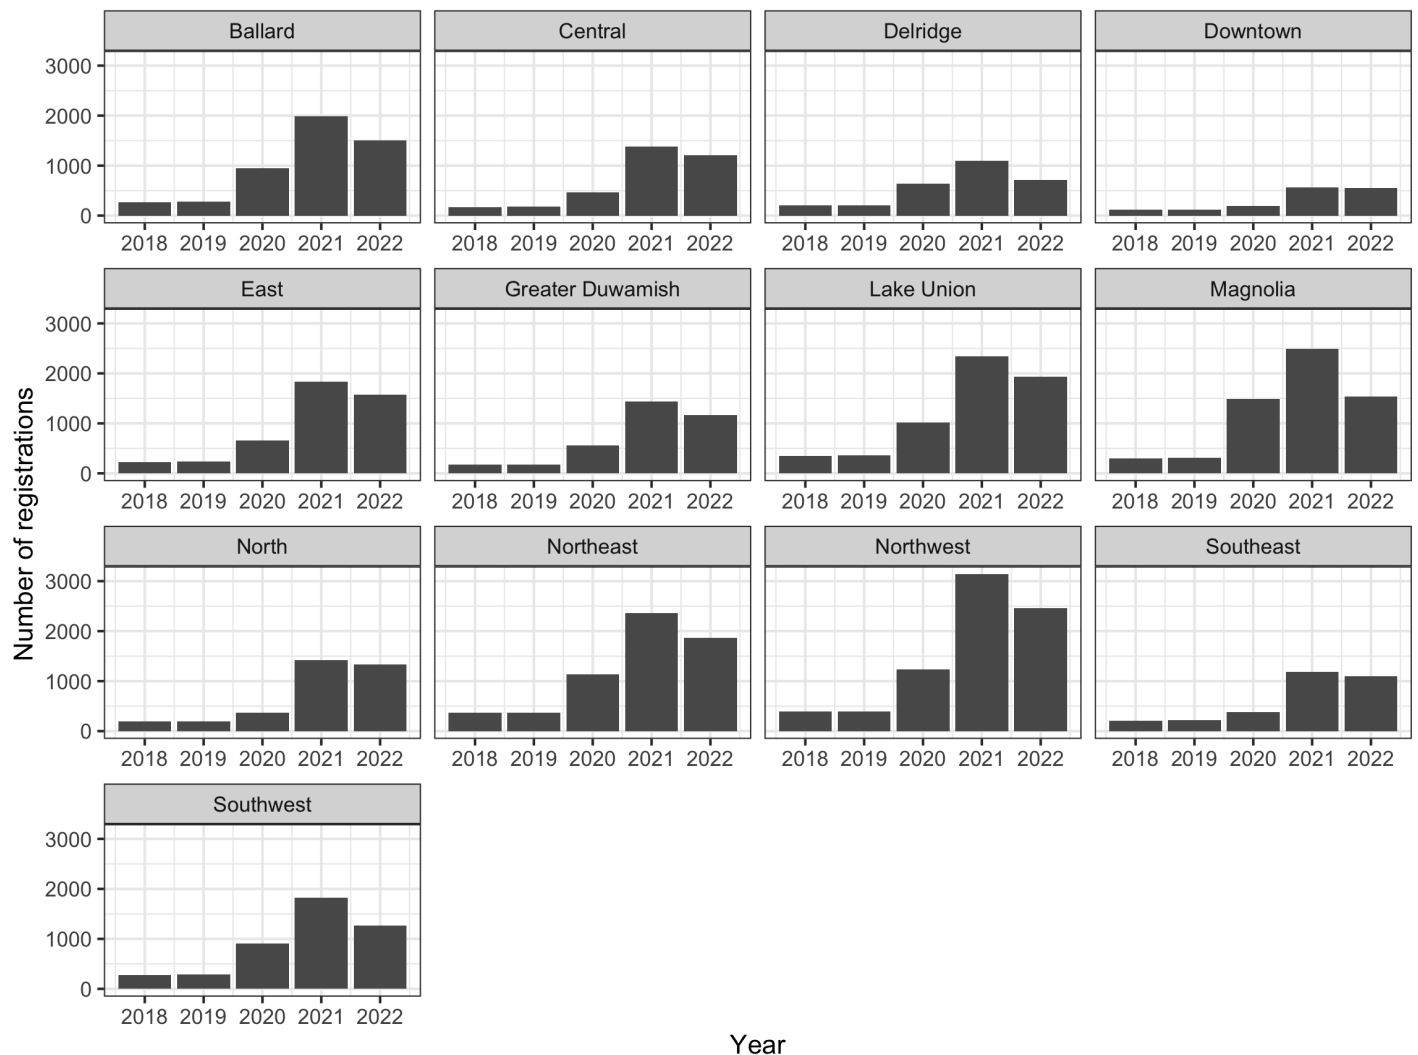 Ballard Central Delridge Downtown
3000
2000
1000
0
2018 2019 2020 2021 2022 2018 2019 2020 2021 2022 2018 2019 2020 2021 2022 2018 2019 2020 2021 2022
East Greater Duwamish Lake Union Magnolia
3000
2000
1000
0
2018 2019 2020 2021 2022 2018 2019 2020 2021 2022 2018 2019 2020 2021 2022 2018 2019 2020 2021 2022
Number of registrations
North Northeast Northwest Southeast
3000
2000
1000
0
2018 2019 2020 2021 2022 2018 2019 2020 2021 2022 2018 2019 2020 2021 2022 2018 2019 2020 2021 2022
Southwest
3000
2000
1000
0
2018 2019 2020 2021 2022
Year